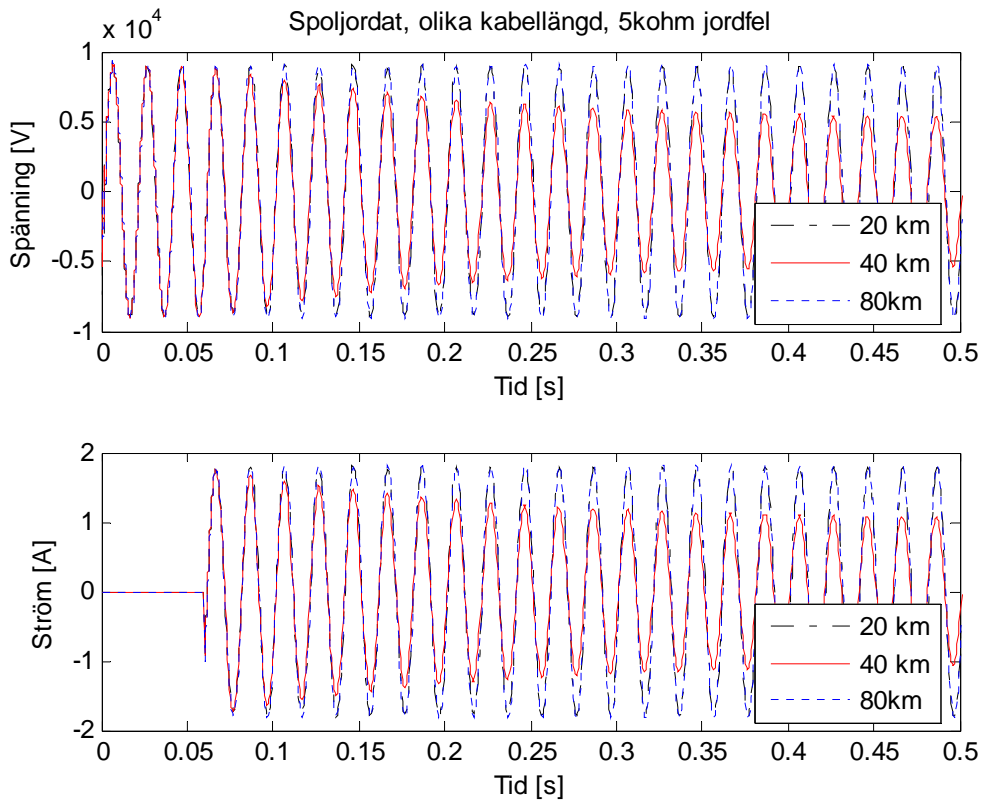 Spoljordat, olika kabellängd, 5kohm jordfel
x 10^4
1
0.5
0
-0.5
-1
Spänning [V]
0 0.05 0.1 0.15 0.2 0.25 0.3 0.35 0.4 0.45 0.5
Tid [s]
20 km
40 km
80km
2
1
0
-1
-2
Ström [A]
0 0.05 0.1 0.15 0.2 0.25 0.3 0.35 0.4 0.45 0.5
Tid [s]
20 km
40 km
80km